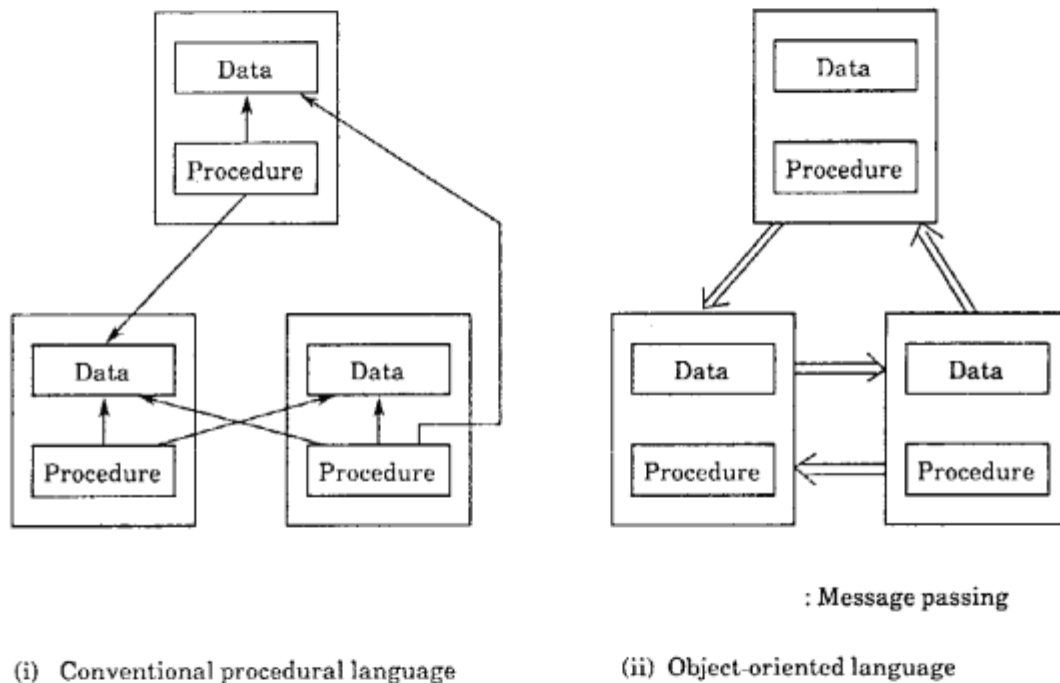 Data
Procedure
Data
Procedure
Data
Procedure
Data
Procedure
Data
Procedure
Data
Procedure
: Message passing
(i) Conventional procedural language
(ii) Object-oriented language